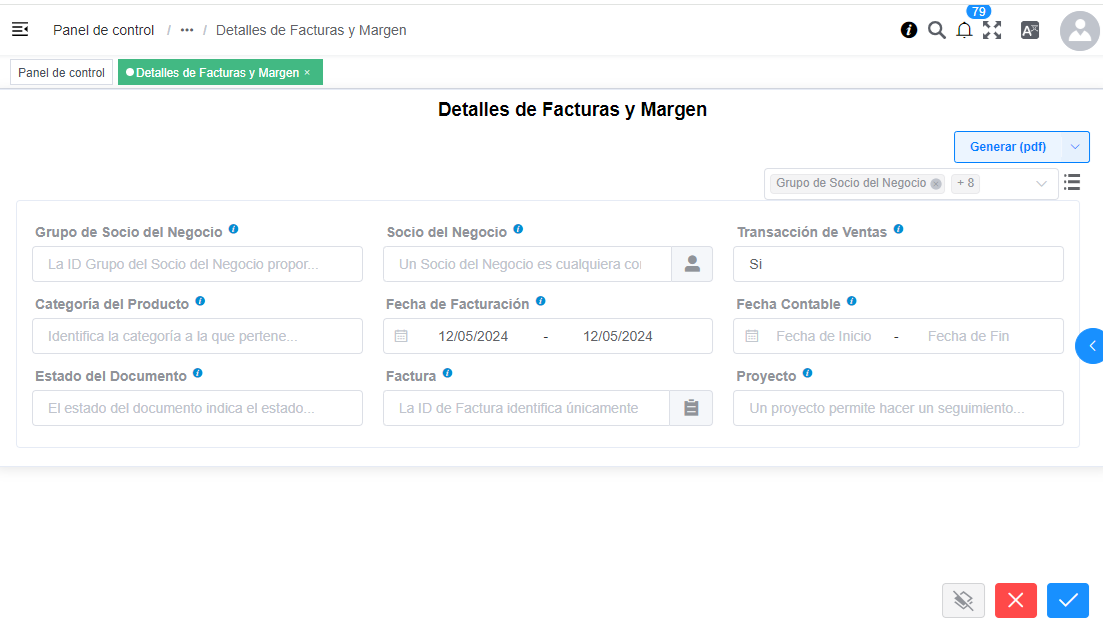 79
Panel de control / ••• / Detalles de Facturas y Margen
Panel de control
Detalles de Facturas y Margen ×
Detalles de Facturas y Margen
Generar (pdf)
Grupo de Socio del Negocio + 8
Grupo de Socio del Negocio Socio del Negocio Transacción de Ventas
La ID Grupo del Socio del Negocio propor... Un Socio del Negocio es cualquiera Si
Categoría del Producto Fecha de Facturación Fecha Contable
Identifica la categoría a la que pertene... 12/05/2024 - 12/05/2024 Fecha de Inicio - Fecha de Fin
Estado del Documento Factura Proyecto
El estado del documento indica el estado... La ID de Factura identifica únicamente Un proyecto permite hacer un seguimiento...